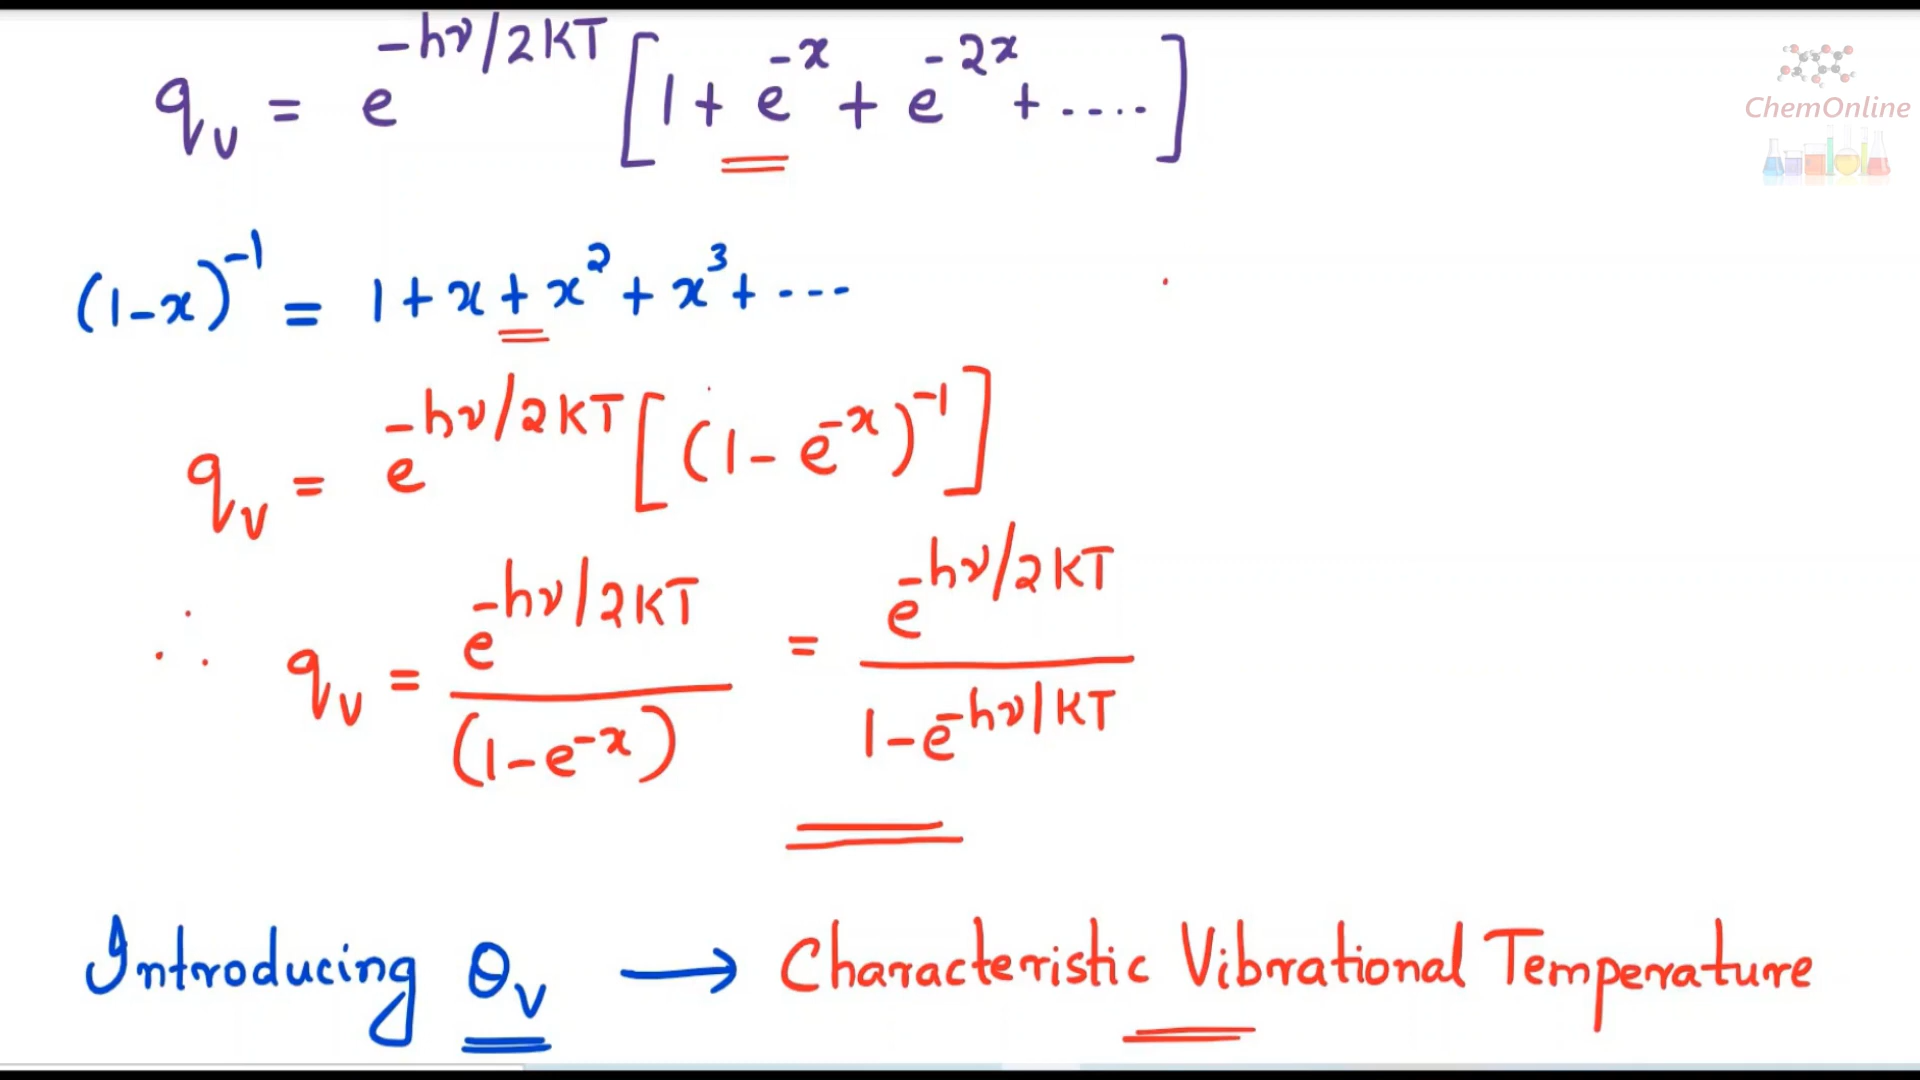 q_v = e^{-hν/2KT} [1 + e^{-x} + e^{-2x} + ....]
ChemOnline
(1-x)^{-1} = 1 + x + x^2 + x^3 + ---
q_v = e^{-hν/2KT} [(1 - e^{-x})^{-1}]
∴ q_v = e^{-hν/2KT} / (1-e^{-x}) = e^{-hν/2KT} / 1-e^{-hν/KT}
Introducing θ_v → Characteristic Vibrational Temperature